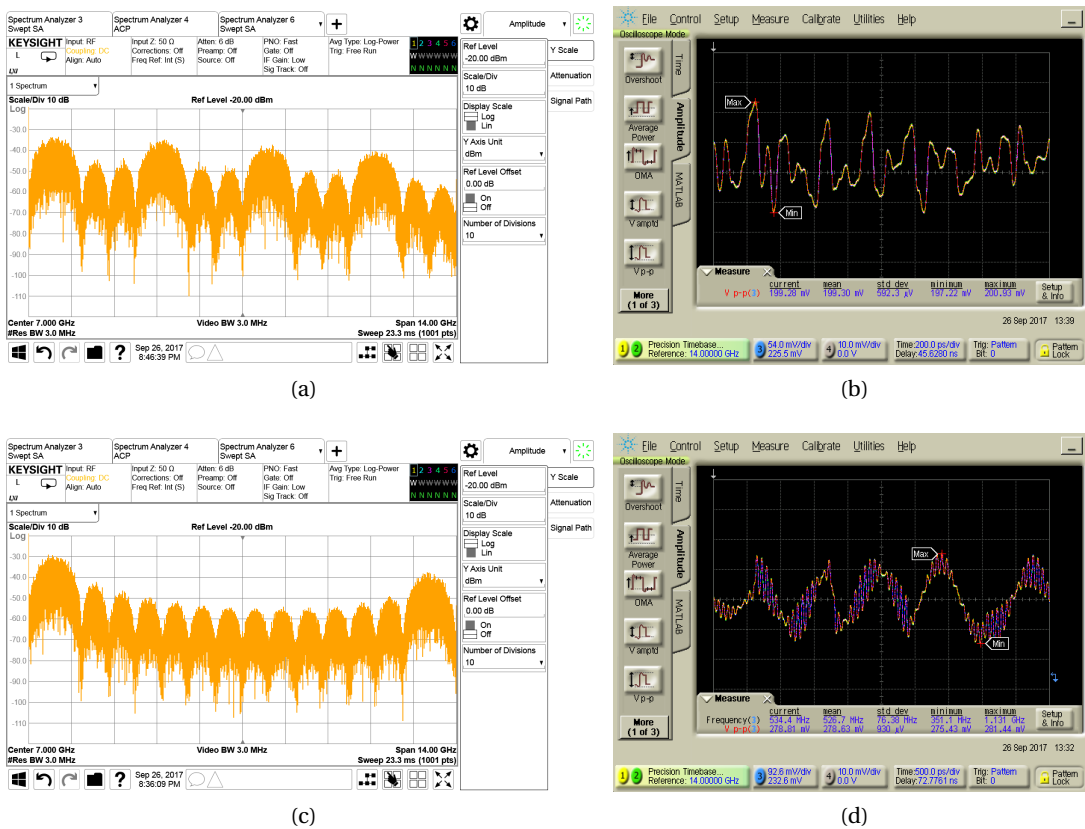 Spectrum Analyzer 3
Swept SA
Spectrum Analyzer 4
ACP
Spectrum Analyzer 6
Swept SA
+
Amplitude
KEYSIGHT
L
LXI
Input: RF
Coupling: DC
Align: Auto
Input Z: 50 Ω
Corrections: Off
Freq Ref: Int (S)
Atten: 6 dB
Preamp: Off
Source: Off
PNO: Fast
Gate: Off
IF Gain: Low
Sig Track: Off
Avg Type: Log-Power
Trig: Free Run
1 2 3 4 5 6
W W W W W W
N N N N N N
1 Spectrum
Scale/Div 10 dB
Ref Level -20.00 dBm
Log
-30.0
-40.0
-50.0
-60.0
-70.0
-80.0
-90.0
-100
-110
Center 7.000 GHz
#Res BW 3.0 MHz
Video BW 3.0 MHz
Span 14.00 GHz
Sweep 23.3 ms (1001 pts)
Sep 26, 2017
8:46:39 PM
Ref Level
-20.00 dBm
Scale/Div
10 dB
Display Scale
Log
Lin
Y Axis Unit
dBm
Ref Level Offset
0.00 dB
On
Off
Number of Divisions
10
Y Scale
Attenuation
Signal Path
(a)
File Control Setup Measure Calibrate Utilities Help
Oscilloscope Mode
Overshoot
Average
Power
OMA
V amptd
V p-p
More
(1 of 3)
Time
Amplitude
MATLAB
Max
Min
Measure
current mean std dev minimum maximum
V p-p(3) 199.28 mV 199.30 mV 592.3 µV 197.22 mV 200.93 mV
Setup
& Info
26 Sep 2017 13:39
1 2 Precision Timebase...
Reference: 14.00000 GHz
3 54.0 mV/div
225.5 mV
4 10.0 mV/div
0.0 V
Time:200.0 ps/div
Delay:45.6280 ns
Trig: Pattern
Bit: 0
Pattern
Lock
(b)
Spectrum Analyzer 3
Swept SA
Spectrum Analyzer 4
ACP
Spectrum Analyzer 6
Swept SA
+
Amplitude
KEYSIGHT
L
LXI
Input: RF
Coupling: DC
Align: Auto
Input Z: 50 Ω
Corrections: Off
Freq Ref: Int (S)
Atten: 6 dB
Preamp: Off
Source: Off
PNO: Fast
Gate: Off
IF Gain: Low
Sig Track: Off
Avg Type: Log-Power
Trig: Free Run
1 2 3 4 5 6
W W W W W W
N N N N N N
1 Spectrum
Scale/Div 10 dB
Ref Level -20.00 dBm
Log
-30.0
-40.0
-50.0
-60.0
-70.0
-80.0
-90.0
-100
-110
Center 7.000 GHz
#Res BW 3.0 MHz
Video BW 3.0 MHz
Span 14.00 GHz
Sweep 23.3 ms (1001 pts)
Sep 26, 2017
8:36:09 PM
Ref Level
-20.00 dBm
Scale/Div
10 dB
Display Scale
Log
Lin
Y Axis Unit
dBm
Ref Level Offset
0.00 dB
On
Off
Number of Divisions
10
Y Scale
Attenuation
Signal Path
(c)
File Control Setup Measure Calibrate Utilities Help
Oscilloscope Mode
Overshoot
Average
Power
OMA
V amptd
V p-p
More
(1 of 3)
Time
Amplitude
MATLAB
Max
Min
Measure
current mean std dev minimum maximum
Frequency(2) 534.4 MHz 526.7 MHz 76.38 MHz 351.1 MHz 1.131 GHz
V p-p(3) 278.81 mV 278.63 mV 930 µV 275.43 mV 281.44 mV
Setup
& Info
26 Sep 2017 13:32
1 2 Precision Timebase...
Reference: 14.00000 GHz
3 92.6 mV/div
232.6 mV
4 10.0 mV/div
0.0 V
Time:500.0 ps/div
Delay:72.7761 ns
Trig: Pattern
Bit: 0
Pattern
Lock
(d)